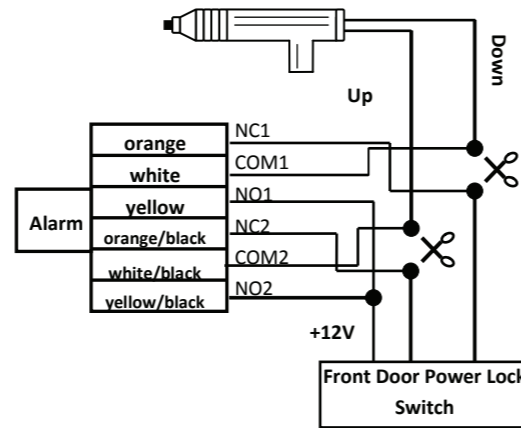 Down
Up
orange
NC1
white
COM1
yellow
NO1
Alarm
orange/black
NC2
white/black
COM2
yellow/black
NO2
+12V
Front Door Power Lock
Switch